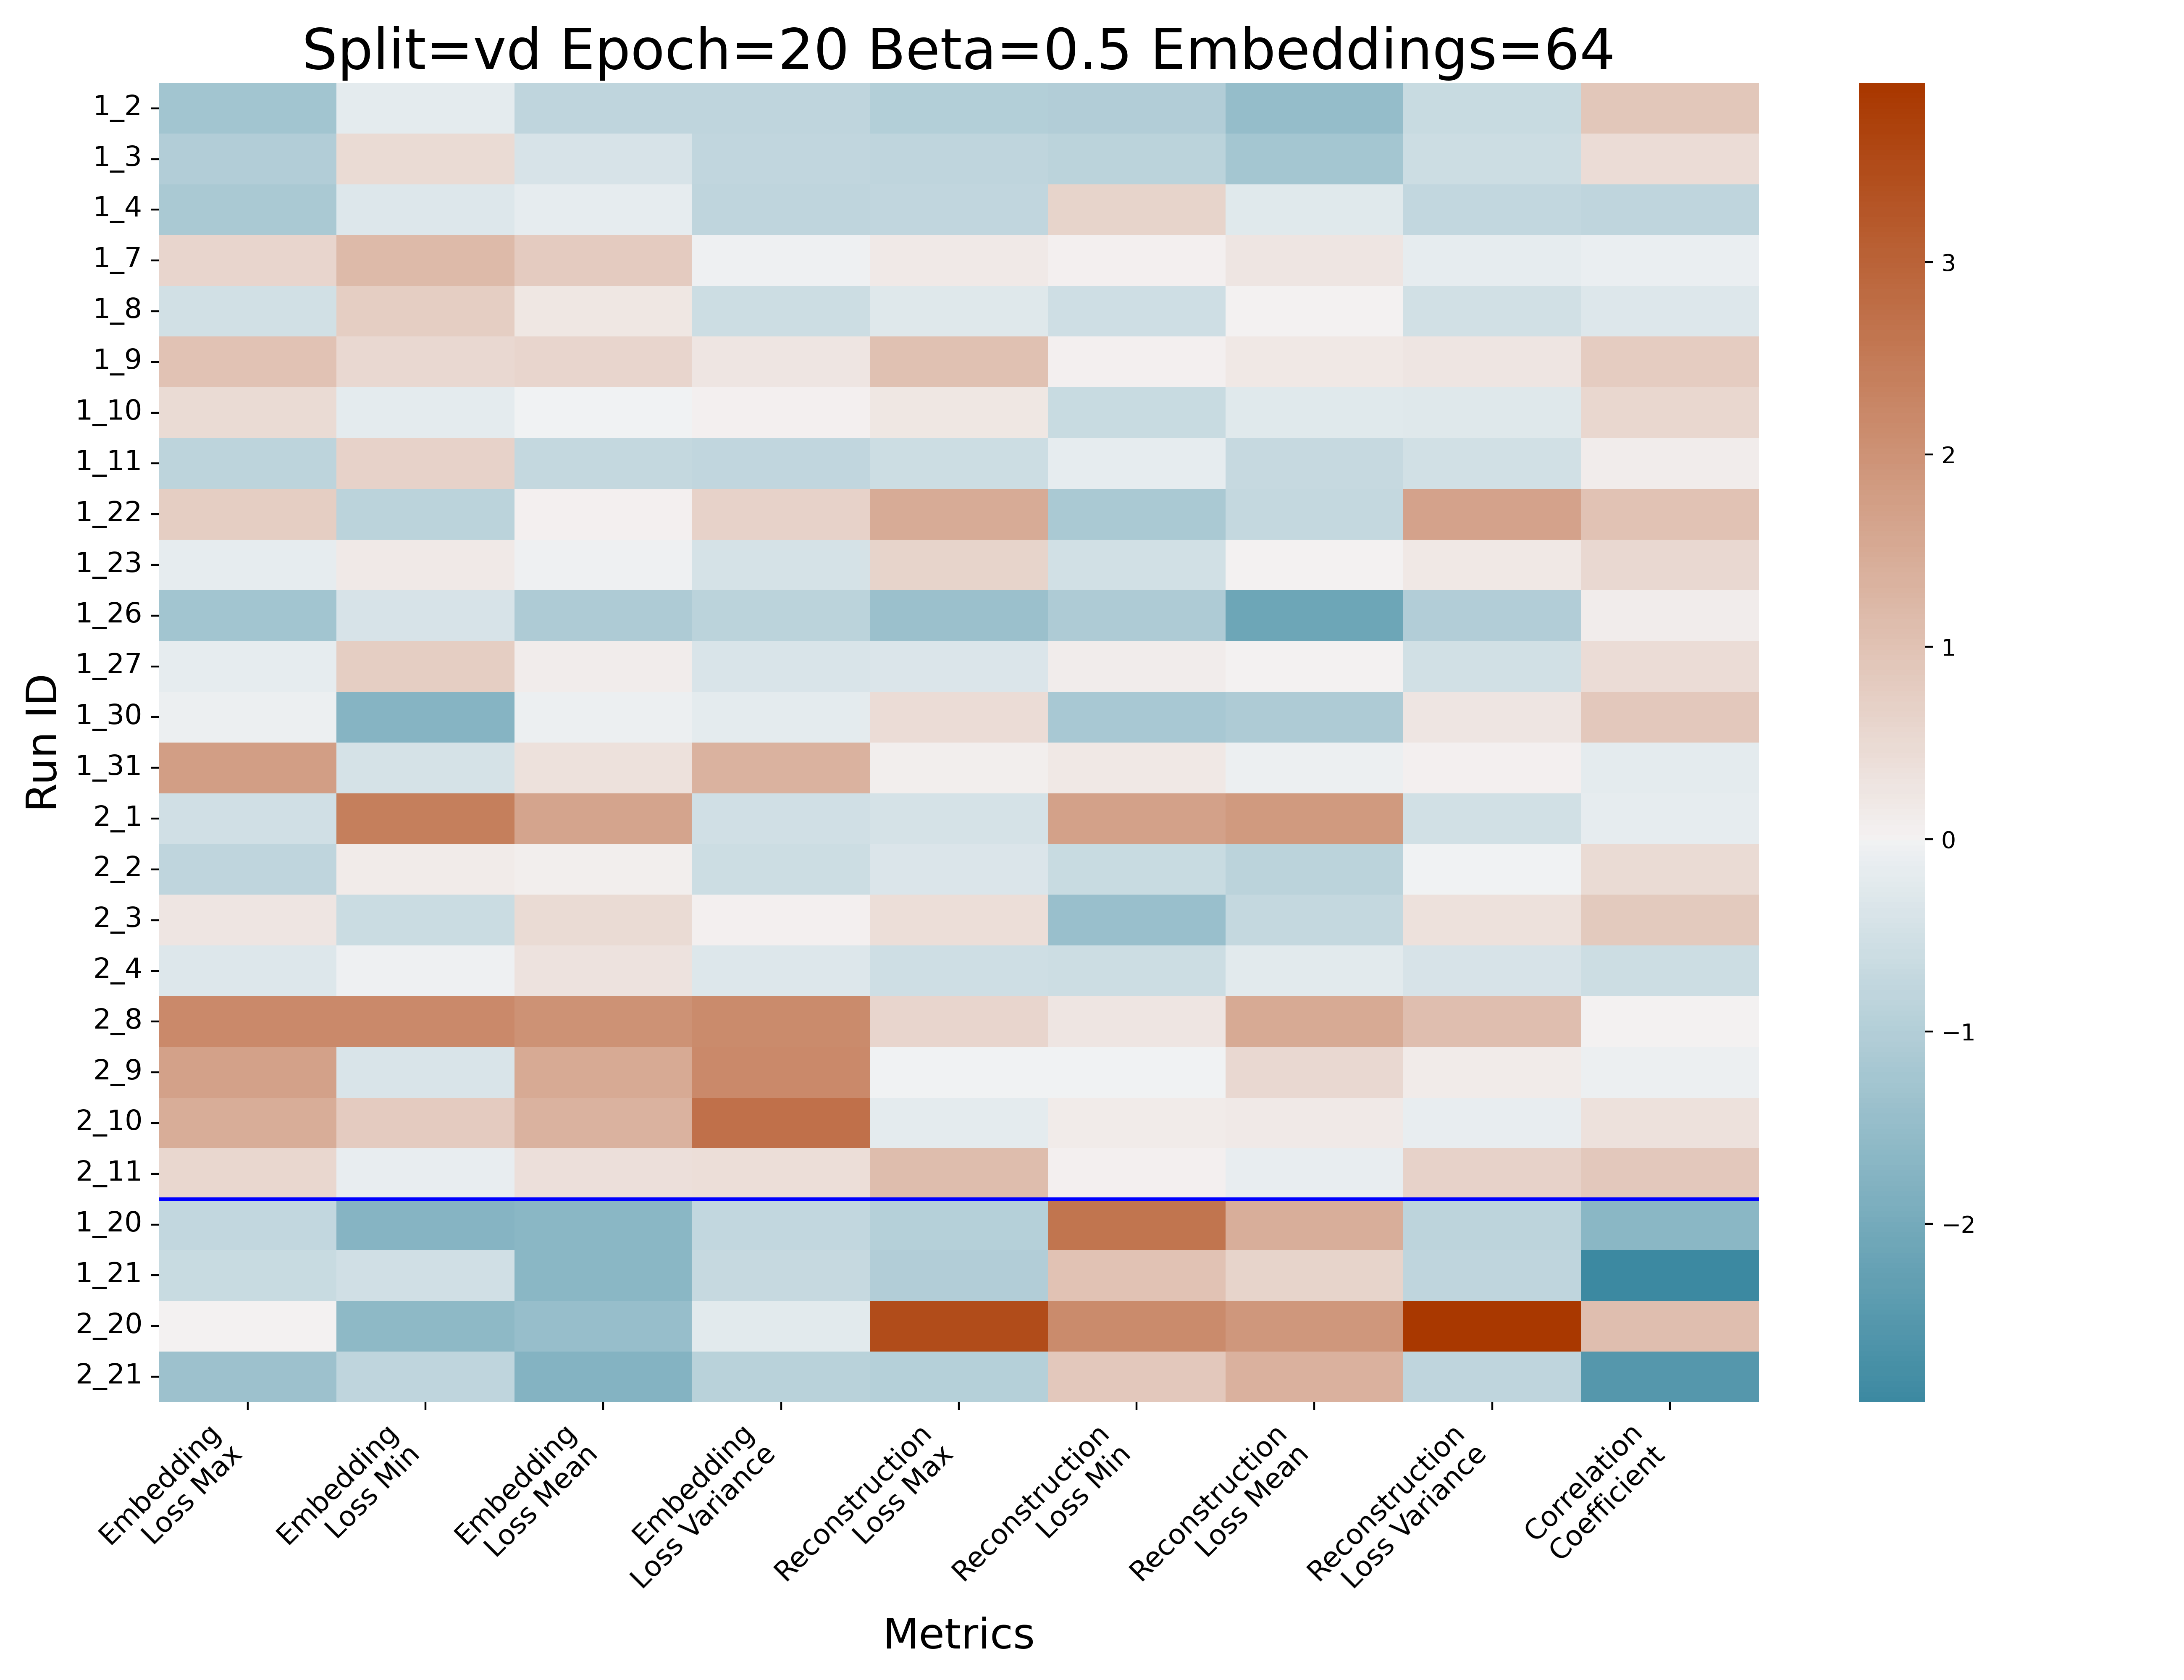 Split=vd Epoch=20 Beta=0.5 Embeddings=64
Run ID
1_2
1_3
1_4
1_7
1_8
1_9
1_10
1_11
1_22
1_23
1_26
1_27
1_30
1_31
2_1
2_2
2_3
2_4
2_8
2_9
2_10
2_11
1_20
1_21
2_20
2_21
Embedding
Loss Max
Embedding
Loss Min
Embedding
Loss Mean
Embedding
Loss Variance
Reconstruction
Loss Max
Reconstruction
Loss Min
Reconstruction
Loss Mean
Reconstruction
Loss Variance
Correlation
Coefficient
Metrics
3
2
1
0
−1
−2